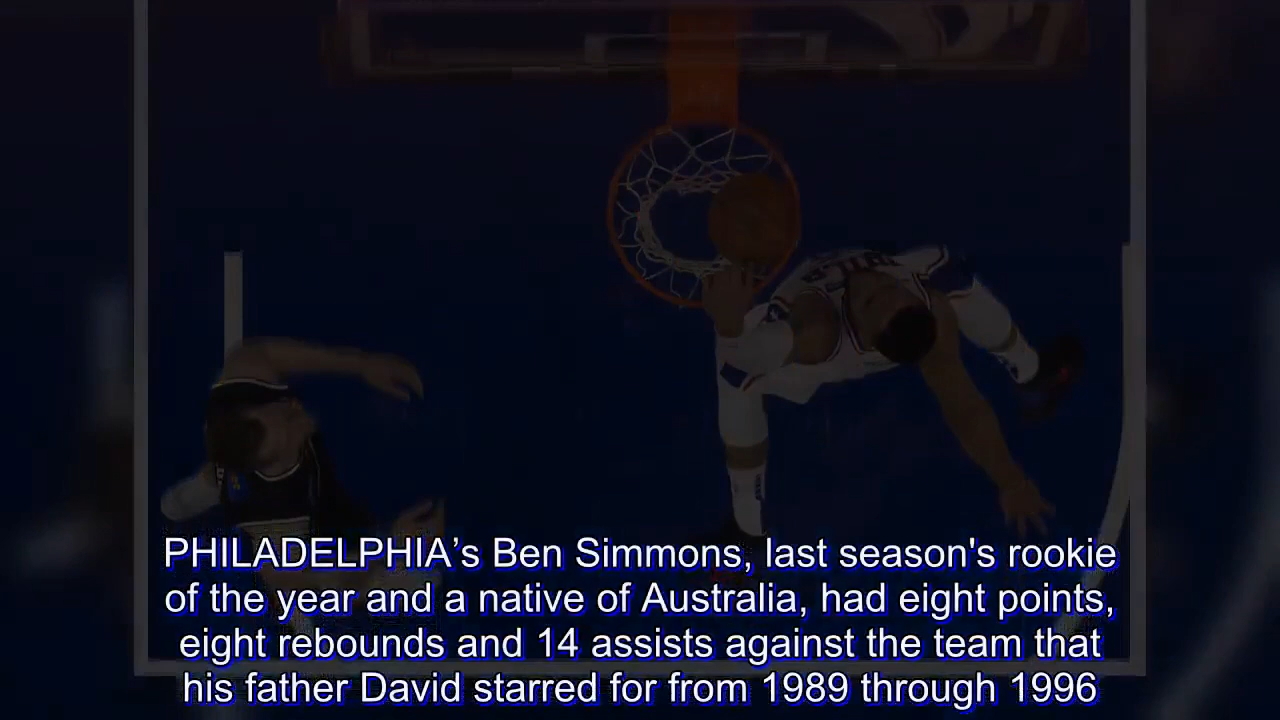 PHILADELPHIA’s Ben Simmons, last season's rookie
of the year and a native of Australia, had eight points,
eight rebounds and 14 assists against the team that
his father David starred for from 1989 through 1996